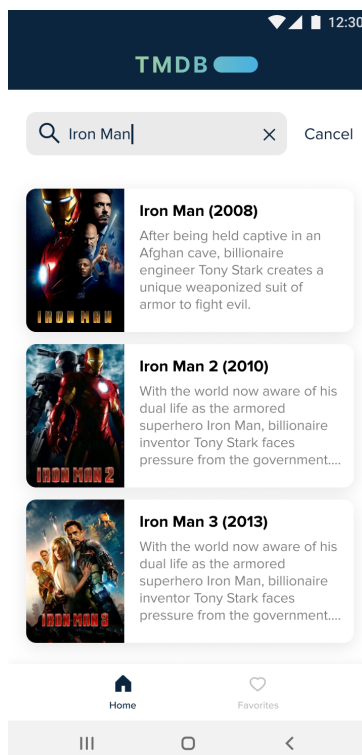 12:30
TMDB
Iron Man
Cancel
IRON MAN
Iron Man (2008)
After being held captive in an
Afghan cave, billionaire
engineer Tony Stark creates a
unique weaponized suit of
armor to fight evil.
IRON MAN 2
Iron Man 2 (2010)
With the world now aware of his
dual life as the armored
superhero Iron Man, billionaire
inventor Tony Stark faces
pressure from the government....
IRON MAN 3
Iron Man 3 (2013)
With the world now aware of his
dual life as the armored
superhero Iron Man, billionaire
inventor Tony Stark faces
pressure from the government....
Home
Favorites